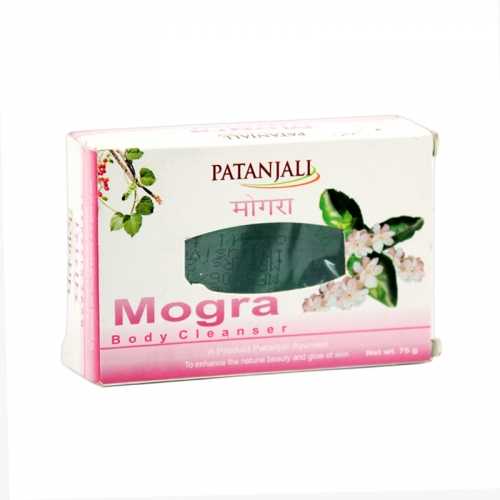 PATANJALI
PATANJALI
मोगरा
Mogra
Body Cleanser
A Product Patanjali Ayurved
To enhance the natural beauty and glow of skin
Net wt. 75 g